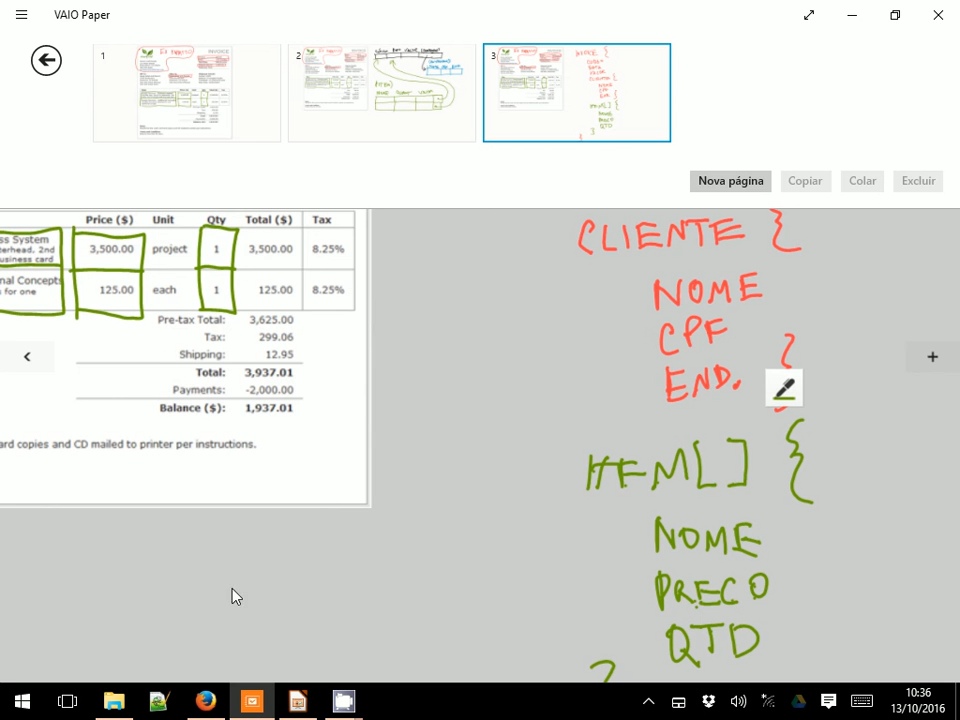 VAIO Paper
1
2
3
INVOICE
Nova página
Copiar
Colar
Excluir
Price ($) Unit Qty Total ($) Tax
ss System
terhead, 2nd
usiness card
3,500.00 project 1 3,500.00 8.25%
nal Concepts
s for one
125.00 each 1 125.00 8.25%
Pre-tax Total: 3,625.00
Tax: 299.06
Shipping: 12.95
Total: 3,937.01
Payments: -2,000.00
Balance ($): 1,937.01
ard copies and CD mailed to printer per instructions.
CLIENTE {
NOME
CPF
END.
}
ITEM[] {
NOME
PRECO
QTD
}
10:36
13/10/2016